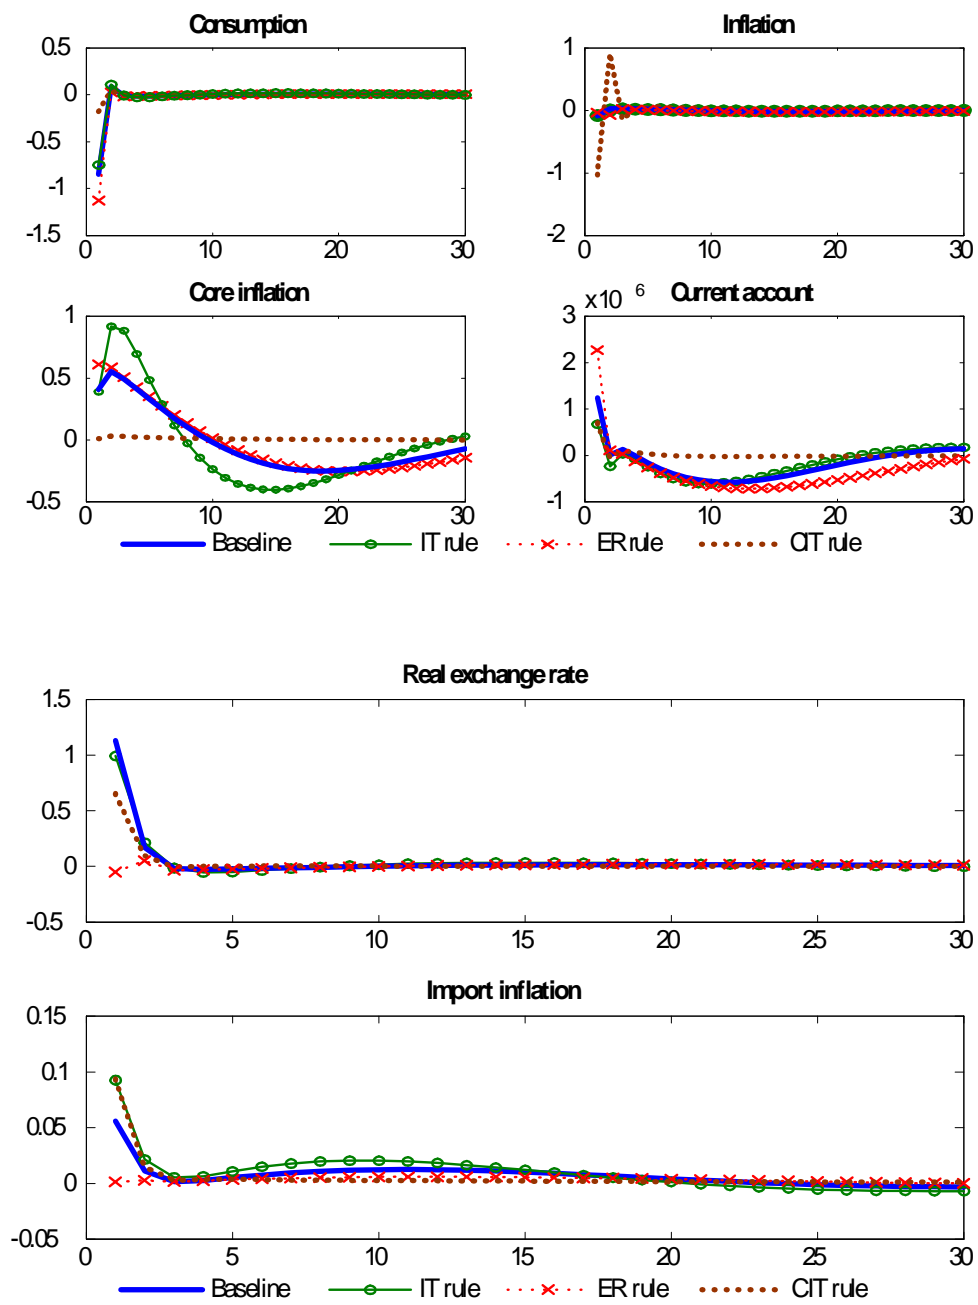 Consumption Inflation
0.5 1
0 0
-0.5 -1
-1
-1.5 -2
0 10 20 30 0 10 20 30
Core inflation x10 6 Current account
1 3
2
0.5 1
0 0
-0.5 -1
0 10 20 30 0 10 20 30
Baseline IT rule ER rule CIT rule
Real exchange rate
1.5
1
0.5
0
-0.5
0 5 10 15 20 25 30
Import inflation
0.15
0.1
0.05
0
-0.05
0 5 10 15 20 25 30
Baseline IT rule ER rule CIT rule